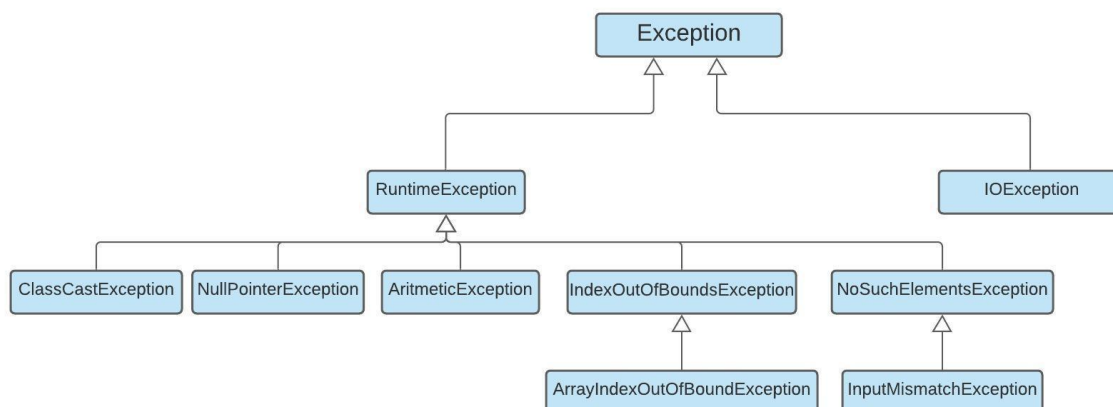 Exception
RuntimeException
IOException
ClassCastException
NullPointerException
AritmeticException
IndexOutOfBoundsException
NoSuchElementsException
ArrayIndexOutOfBoundException
InputMismatchException